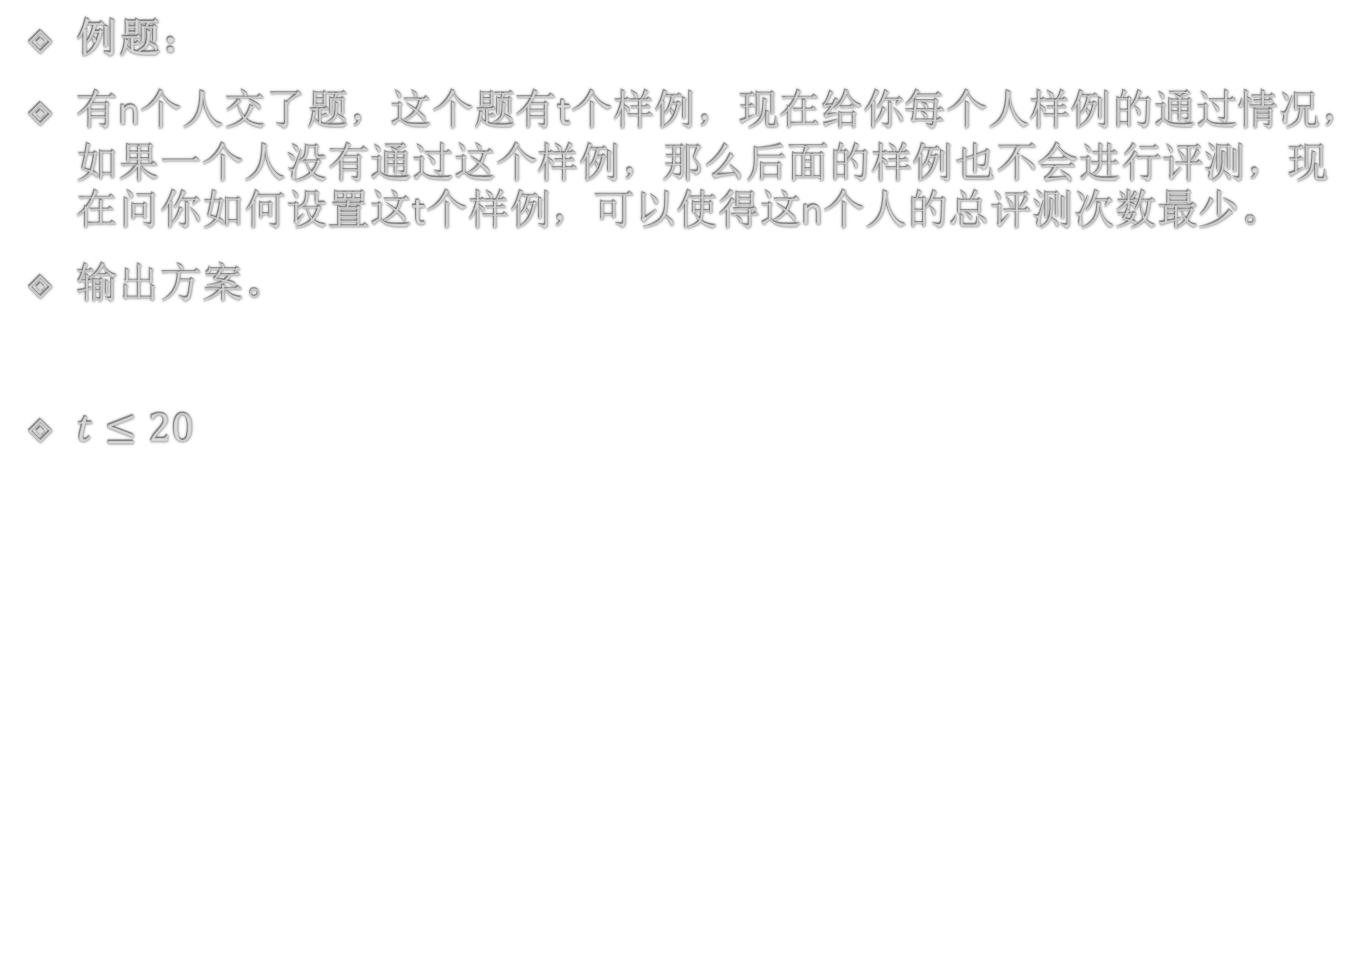 例题：
有n个人交了题，这个题有t个样例，现在给你每个人样例的通过情况，
如果一个人没有通过这个样例，那么后面的样例也不会进行评测，现
在问你如何设置这t个样例，可以使得这n个人的总评测次数最少。
输出方案。
t ≤ 20